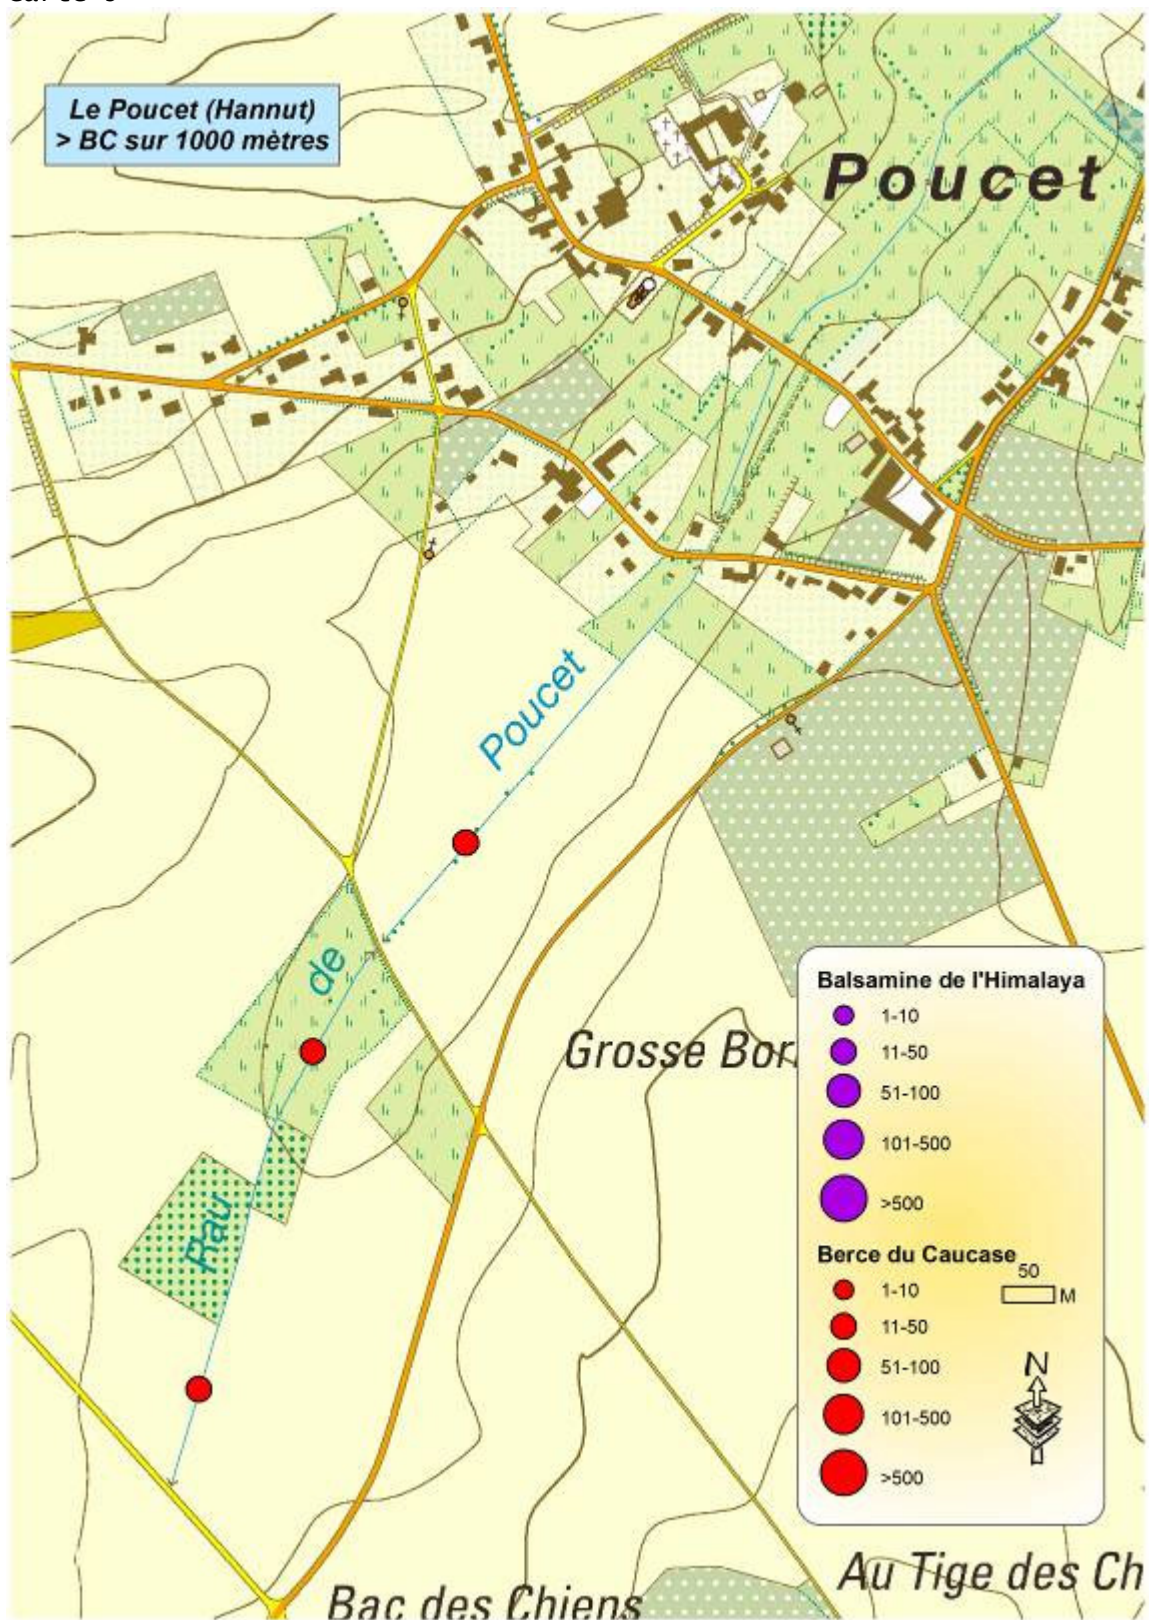 Le Poucet (Hannut)
> BC sur 1000 mètres
Poucet
Poucet
de
Rau
Grosse Bor
Balsamine de l'Himalaya
1-10
11-50
51-100
101-500
>500
Berce du Caucase
50
M
1-10
11-50
51-100
101-500
>500
N
Au Tige des Ch
Bac des Chiens